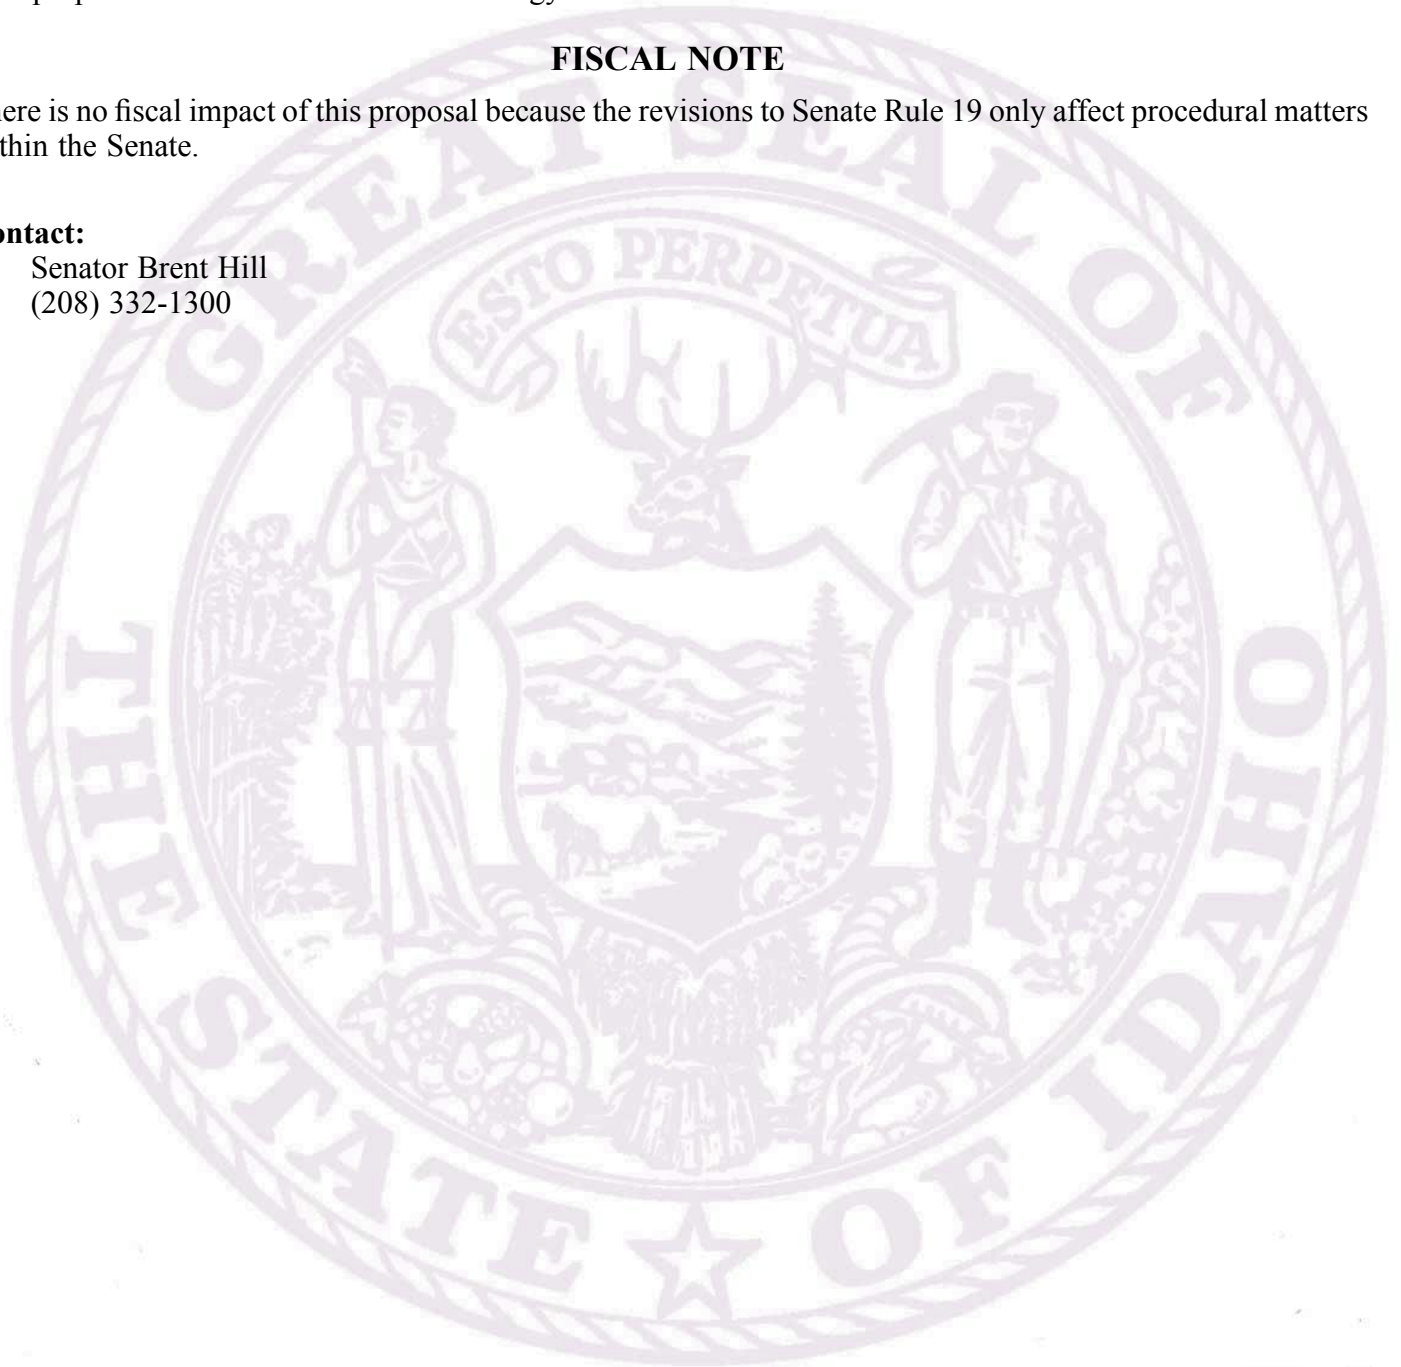 FISCAL NOTE
here is no fiscal impact of this proposal because the revisions to Senate Rule 19 only affect procedural matters
thin the Senate.
ontact:
Senator Brent Hill
(208) 332-1300
GREAT SEAL OF
THE STATE OF IDAHO
ESTO PERPETUA